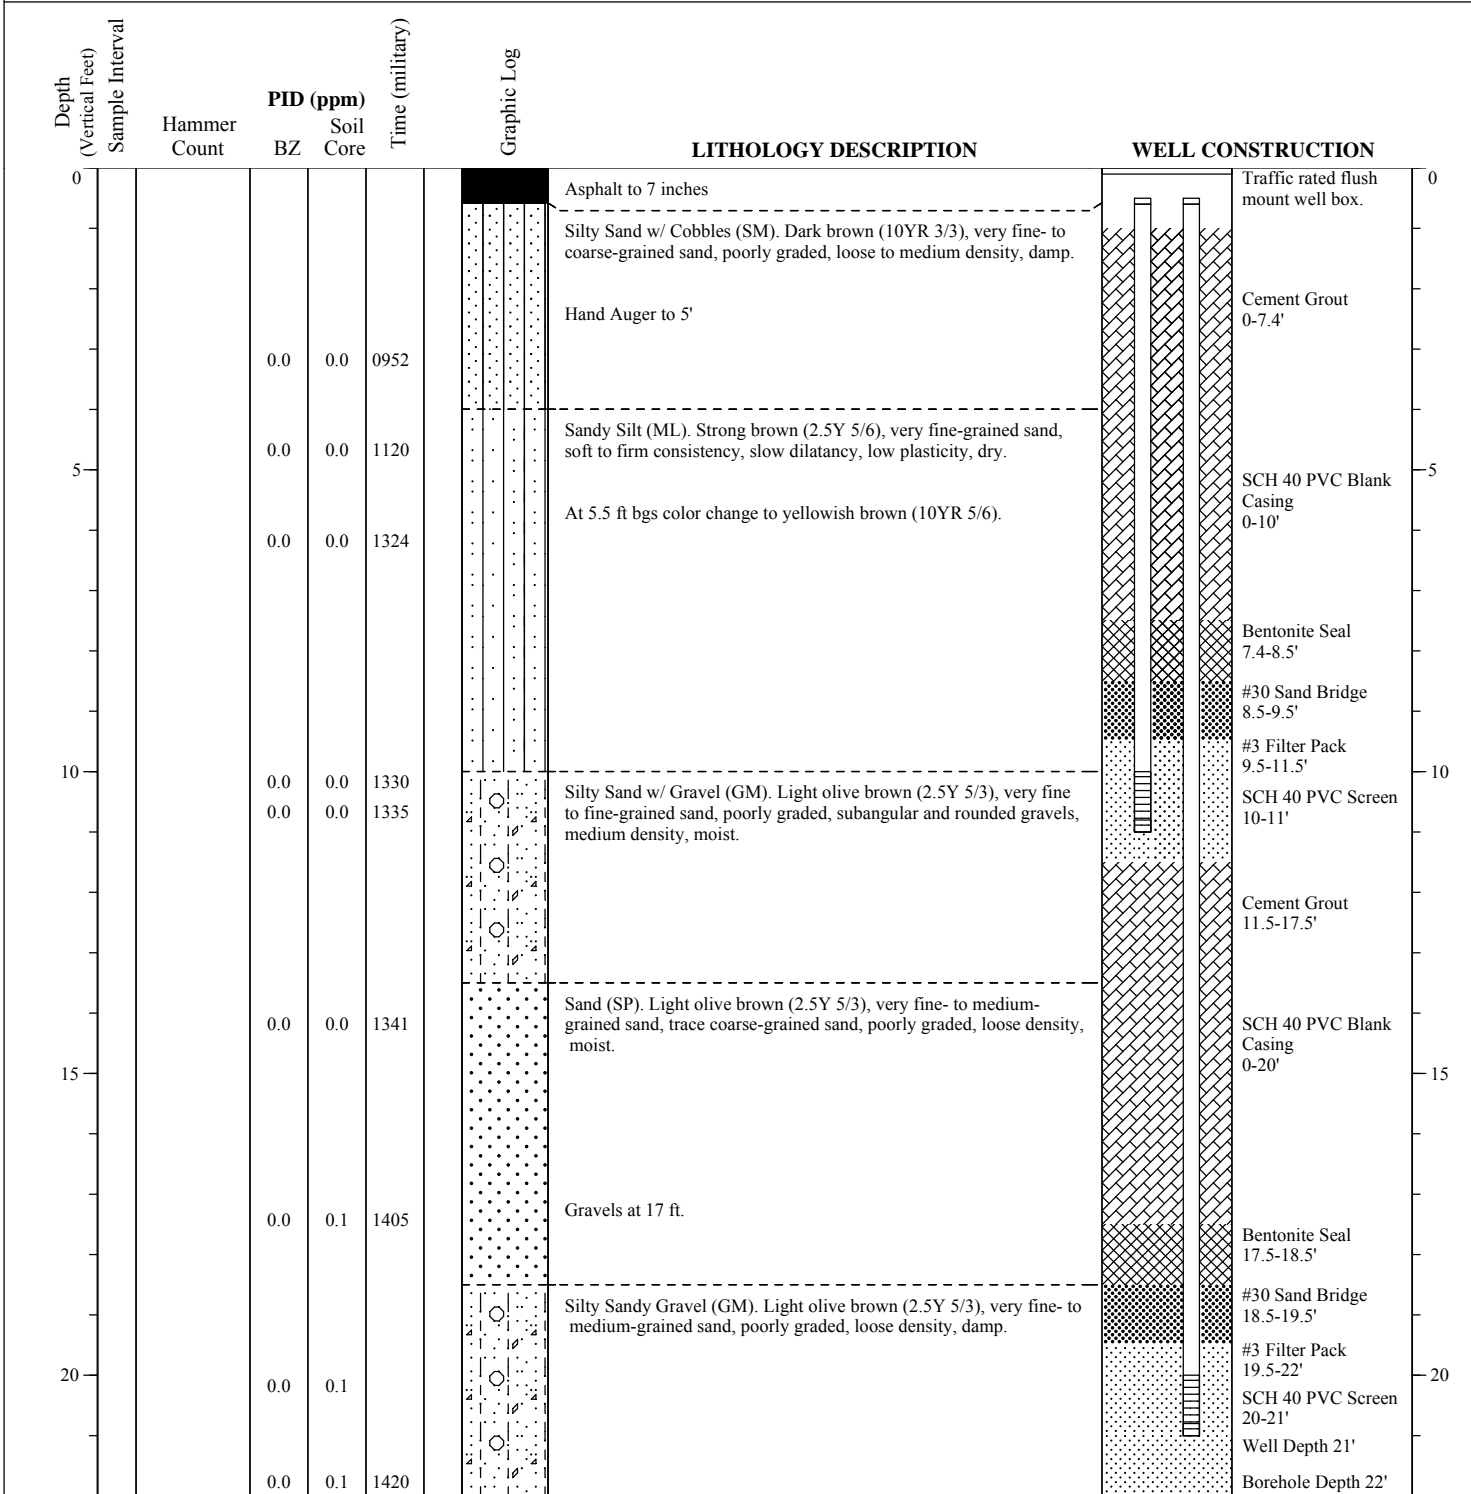 Depth
(Vertical Feet)
Sample Interval
Hammer
Count
PID (ppm)
BZ
Soil
Core
Time (military)
Graphic Log
LITHOLOGY DESCRIPTION
WELL CONSTRUCTION
0
Asphalt to 7 inches
Traffic rated flush
mount well box.
0
Silty Sand w/ Cobbles (SM). Dark brown (10YR 3/3), very fine- to
coarse-grained sand, poorly graded, loose to medium density, damp.
Hand Auger to 5'
Cement Grout
0-7.4'
0.0 0.0 0952
Sandy Silt (ML). Strong brown (2.5Y 5/6), very fine-grained sand,
soft to firm consistency, slow dilatancy, low plasticity, dry.
0.0 0.0 1120
5
5
SCH 40 PVC Blank
Casing
0-10'
At 5.5 ft bgs color change to yellowish brown (10YR 5/6).
0.0 0.0 1324
Bentonite Seal
7.4-8.5'
#30 Sand Bridge
8.5-9.5'
#3 Filter Pack
9.5-11.5'
10
10
0.0 0.0 1330
0.0 0.0 1335
Silty Sand w/ Gravel (GM). Light olive brown (2.5Y 5/3), very fine
to fine-grained sand, poorly graded, subangular and rounded gravels,
medium density, moist.
SCH 40 PVC Screen
10-11'
Cement Grout
11.5-17.5'
Sand (SP). Light olive brown (2.5Y 5/3), very fine- to medium-
grained sand, trace coarse-grained sand, poorly graded, loose density,
moist.
0.0 0.0 1341
SCH 40 PVC Blank
Casing
0-20'
15
15
Gravels at 17 ft.
0.0 0.1 1405
Bentonite Seal
17.5-18.5'
Silty Sandy Gravel (GM). Light olive brown (2.5Y 5/3), very fine- to
medium-grained sand, poorly graded, loose density, damp.
#30 Sand Bridge
18.5-19.5'
#3 Filter Pack
19.5-22'
20
20
0.0 0.1
SCH 40 PVC Screen
20-21'
Well Depth 21'
0.0 0.1 1420
Borehole Depth 22'